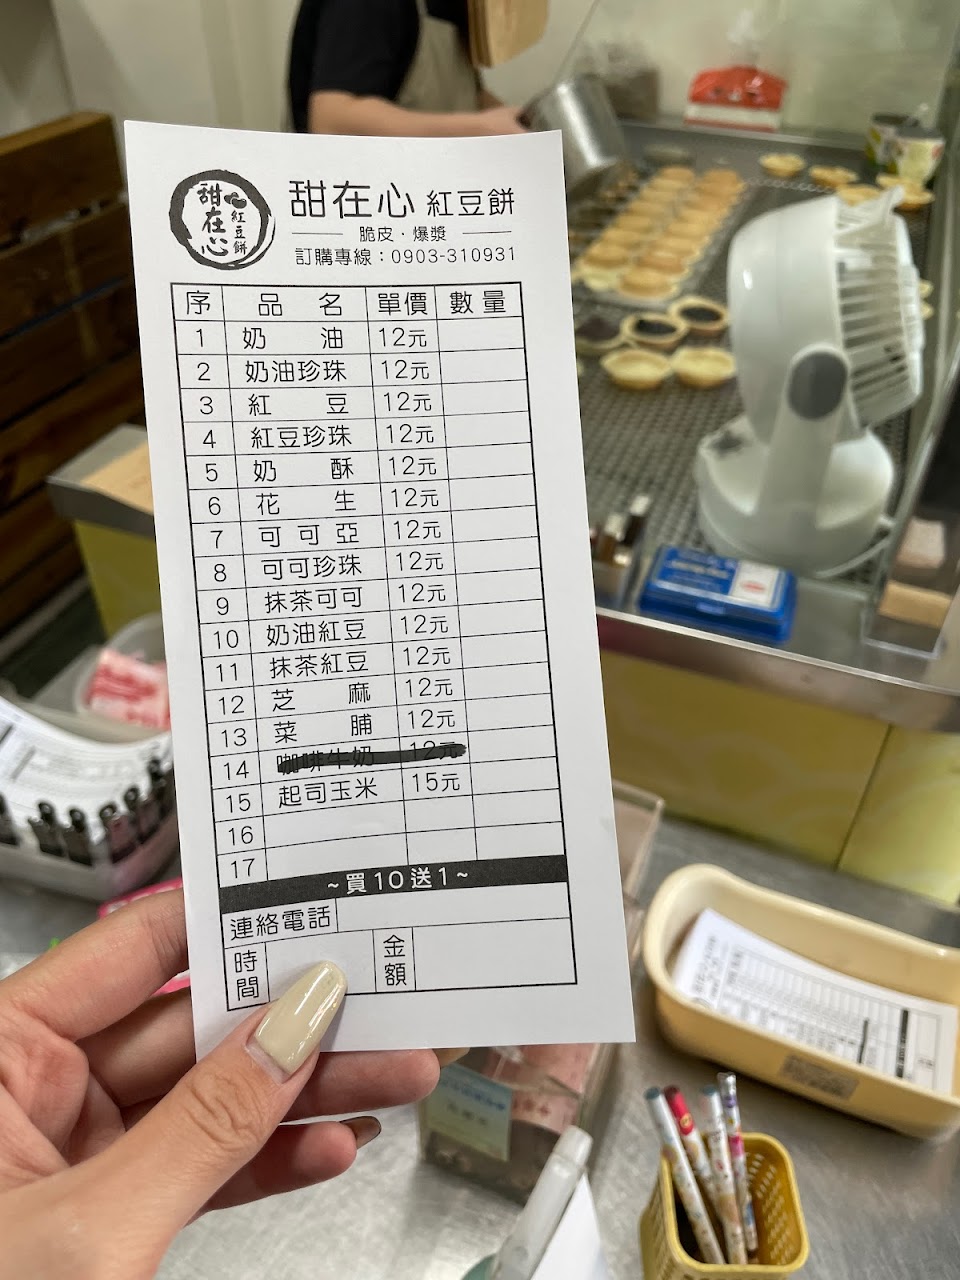 甜在心
紅豆餅
甜在心 紅豆餅
脆皮·爆漿
訂購專線：0903-310931
序 品名 單價 數量
1 奶油 12元
2 奶油珍珠 12元
3 紅豆 12元
4 紅豆珍珠 12元
5 奶酥 12元
6 花生 12元
7 可可亞 12元
8 可可珍珠 12元
9 抹茶可可 12元
10 奶油紅豆 12元
11 抹茶紅豆 12元
12 芝麻 12元
13 菜脯 12元
14 咖啡牛奶 12元
15 起司玉米 15元
16
17
~買10送1~
連絡電話
時間 金額